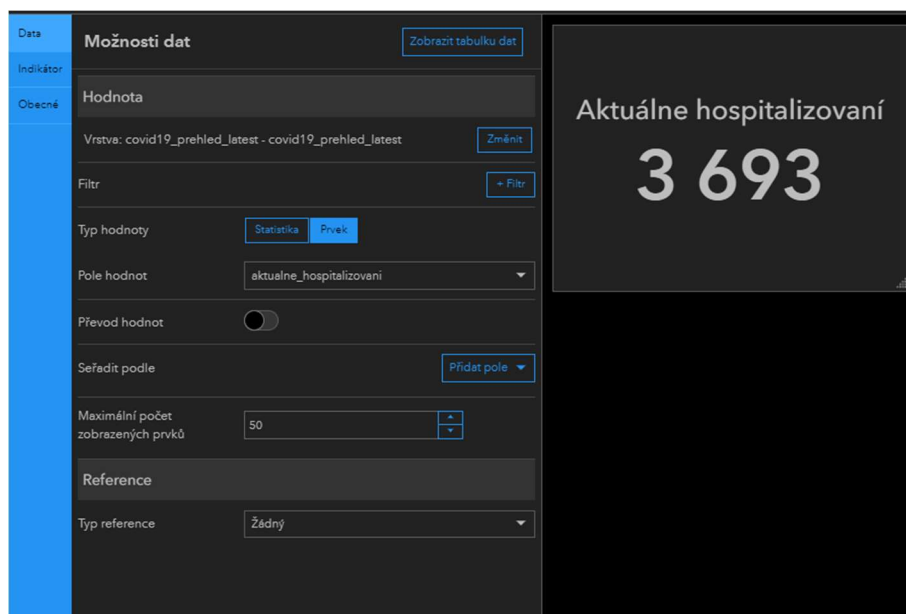 Data
Indikátor
Obecné
Možnosti dat
Zobrazit tabulku dat
Hodnota
Vrstva: covid19_prehled_latest - covid19_prehled_latest
Změnit
Filtr
+ Filtr
Typ hodnoty
Statistika
Prvek
Pole hodnot
aktualne_hospitalizovani
Převod hodnot
Seřadit podle
Přidat pole
Maximální počet
zobrazených prvků
50
Reference
Typ reference
Žádný
Aktuálne hospitalizovaní
3 693